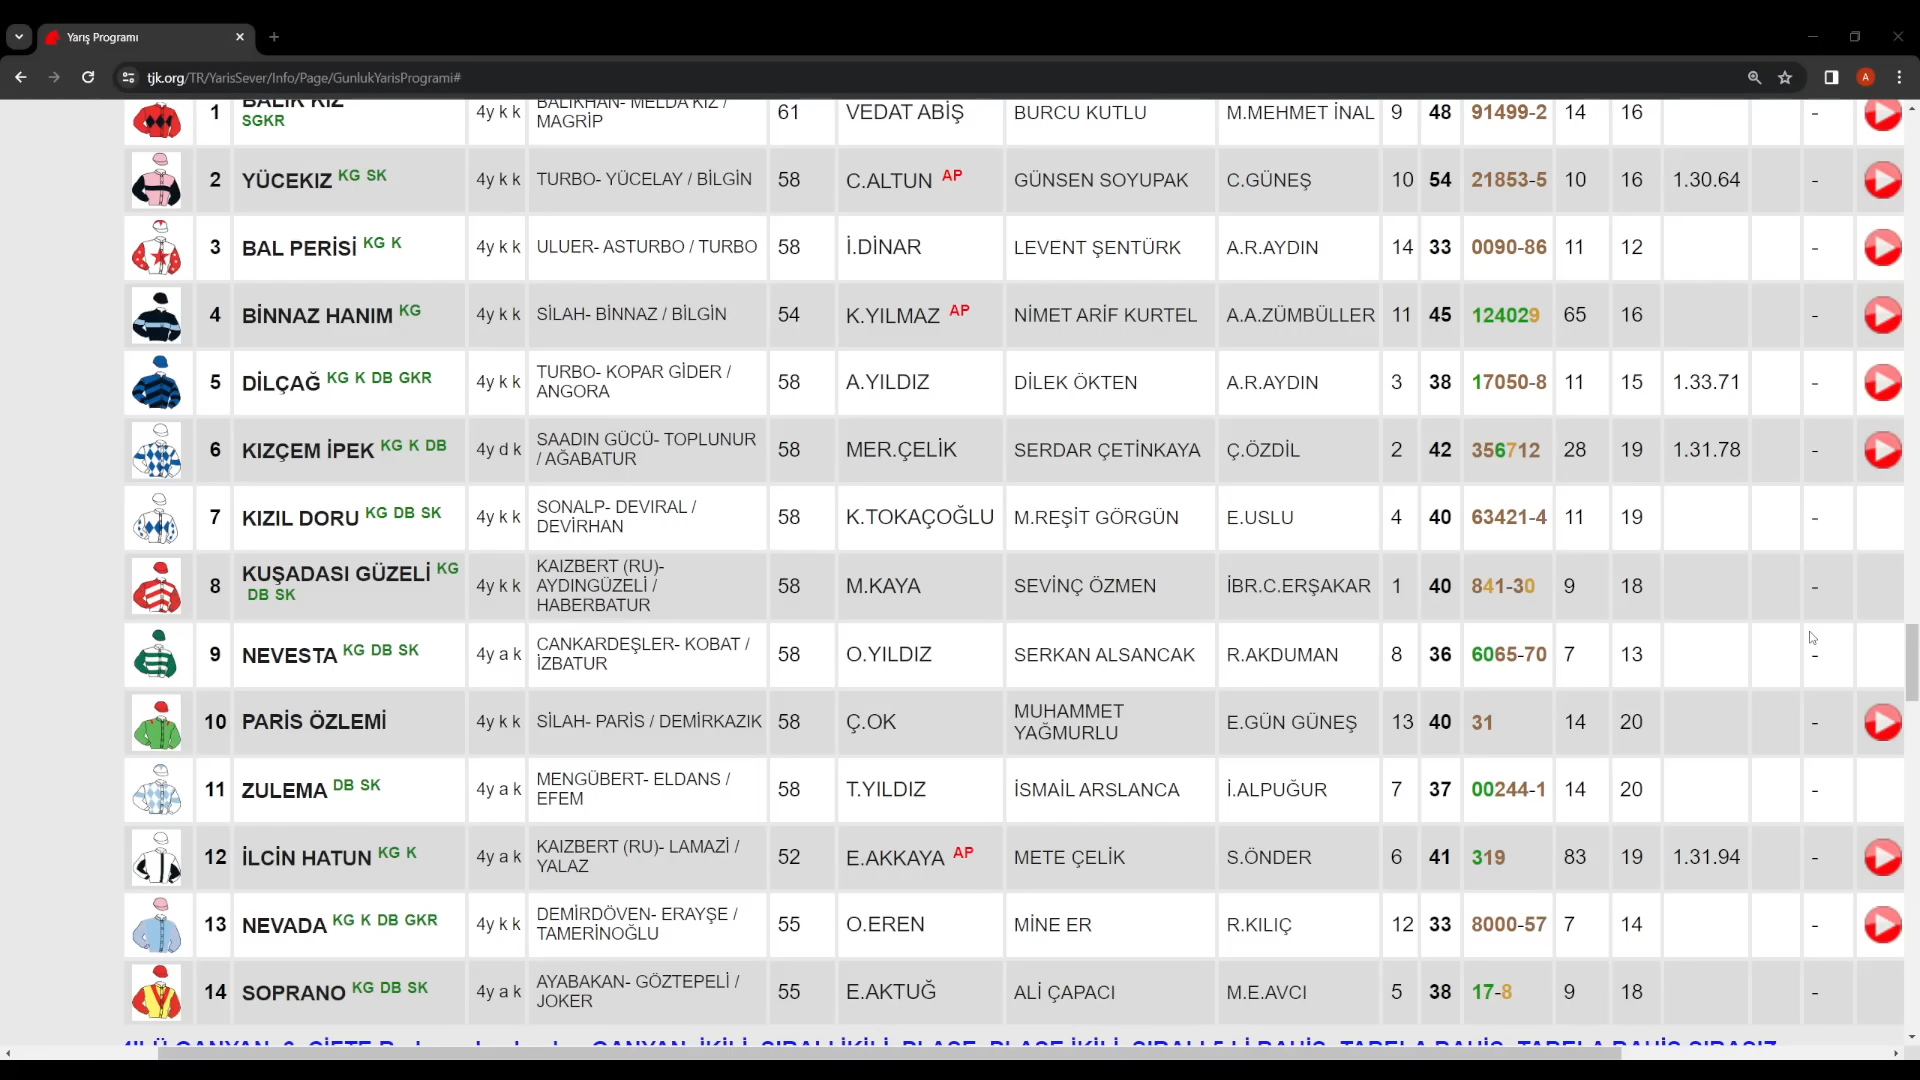 Yarış Programı
tjk.org/TR/YarisSever/Info/Page/GunlukYarisProgrami#
A
1 BALIK KIZ SGKR 4y k k BALIKHAN- MELDA KIZ / MAGRİP 61 VEDAT ABİŞ BURCU KUTLU M.MEHMET İNAL 9 48 91499-2 14 16 -
2 YÜCEKIZ KG SK 4y k k TURBO- YÜCELAY / BİLGİN 58 C.ALTUN AP GÜNSEN SOYUPAK C.GÜNEŞ 10 54 21853-5 10 16 1.30.64 -
3 BAL PERİSİ KG K 4y k k ULUER- ASTURBO / TURBO 58 İ.DİNAR LEVENT ŞENTÜRK A.R.AYDIN 14 33 0090-86 11 12 -
4 BİNNAZ HANIM KG 4y k k SİLAH- BİNNAZ / BİLGİN 54 K.YILMAZ AP NİMET ARİF KURTEL A.A.ZÜMBÜLLER 11 45 124029 65 16 -
5 DİLÇAĞ KG K DB GKR 4y k k TURBO- KOPAR GİDER / ANGORA 58 A.YILDIZ DİLEK ÖKTEN A.R.AYDIN 3 38 17050-8 11 15 1.33.71 -
6 KIZÇEM İPEK KG K DB 4y d k SAADIN GÜCÜ- TOPLUNUR / AĞABATUR 58 MER.ÇELİK SERDAR ÇETİNKAYA Ç.ÖZDİL 2 42 356712 28 19 1.31.78 -
7 KIZIL DORU KG DB SK 4y k k SONALP- DEVIRAL / DEVİRHAN 58 K.TOKAÇOĞLU M.REŞİT GÖRGÜN E.USLU 4 40 63421-4 11 19 -
8 KUŞADASI GÜZELİ KG DB SK 4y k k KAIZBERT (RU)- AYDINGÜZELİ / HABERBATUR 58 M.KAYA SEVİNÇ ÖZMEN İBR.C.ERŞAKAR 1 40 841-30 9 18 -
9 NEVESTA KG DB SK 4y a k CANKARDEŞLER- KOBAT / İZBATUR 58 O.YILDIZ SERKAN ALSANCAK R.AKDUMAN 8 36 6065-70 7 13 -
10 PARİS ÖZLEMİ 4y k k SİLAH- PARİS / DEMİRKAZIK 58 Ç.OK MUHAMMET YAĞMURLU E.GÜN GÜNEŞ 13 40 31 14 20 -
11 ZULEMA DB SK 4y a k MENGÜBERT- ELDANS / EFEM 58 T.YILDIZ İSMAİL ARSLANCA İ.ALPUĞUR 7 37 00244-1 14 20 -
12 İLCİN HATUN KG K 4y a k KAIZBERT (RU)- LAMAZİ / YALAZ 52 E.AKKAYA AP METE ÇELİK S.ÖNDER 6 41 319 83 19 1.31.94 -
13 NEVADA KG K DB GKR 4y k k DEMİRDÖVEN- ERAYŞE / TAMERİNOĞLU 55 O.EREN MİNE ER R.KILIÇ 12 33 8000-57 7 14 -
14 SOPRANO KG DB SK 4y a k AYABAKAN- GÖZTEPELİ / JOKER 55 E.AKTUĞ ALİ ÇAPACI M.E.AVCI 5 38 17-8 9 18 -